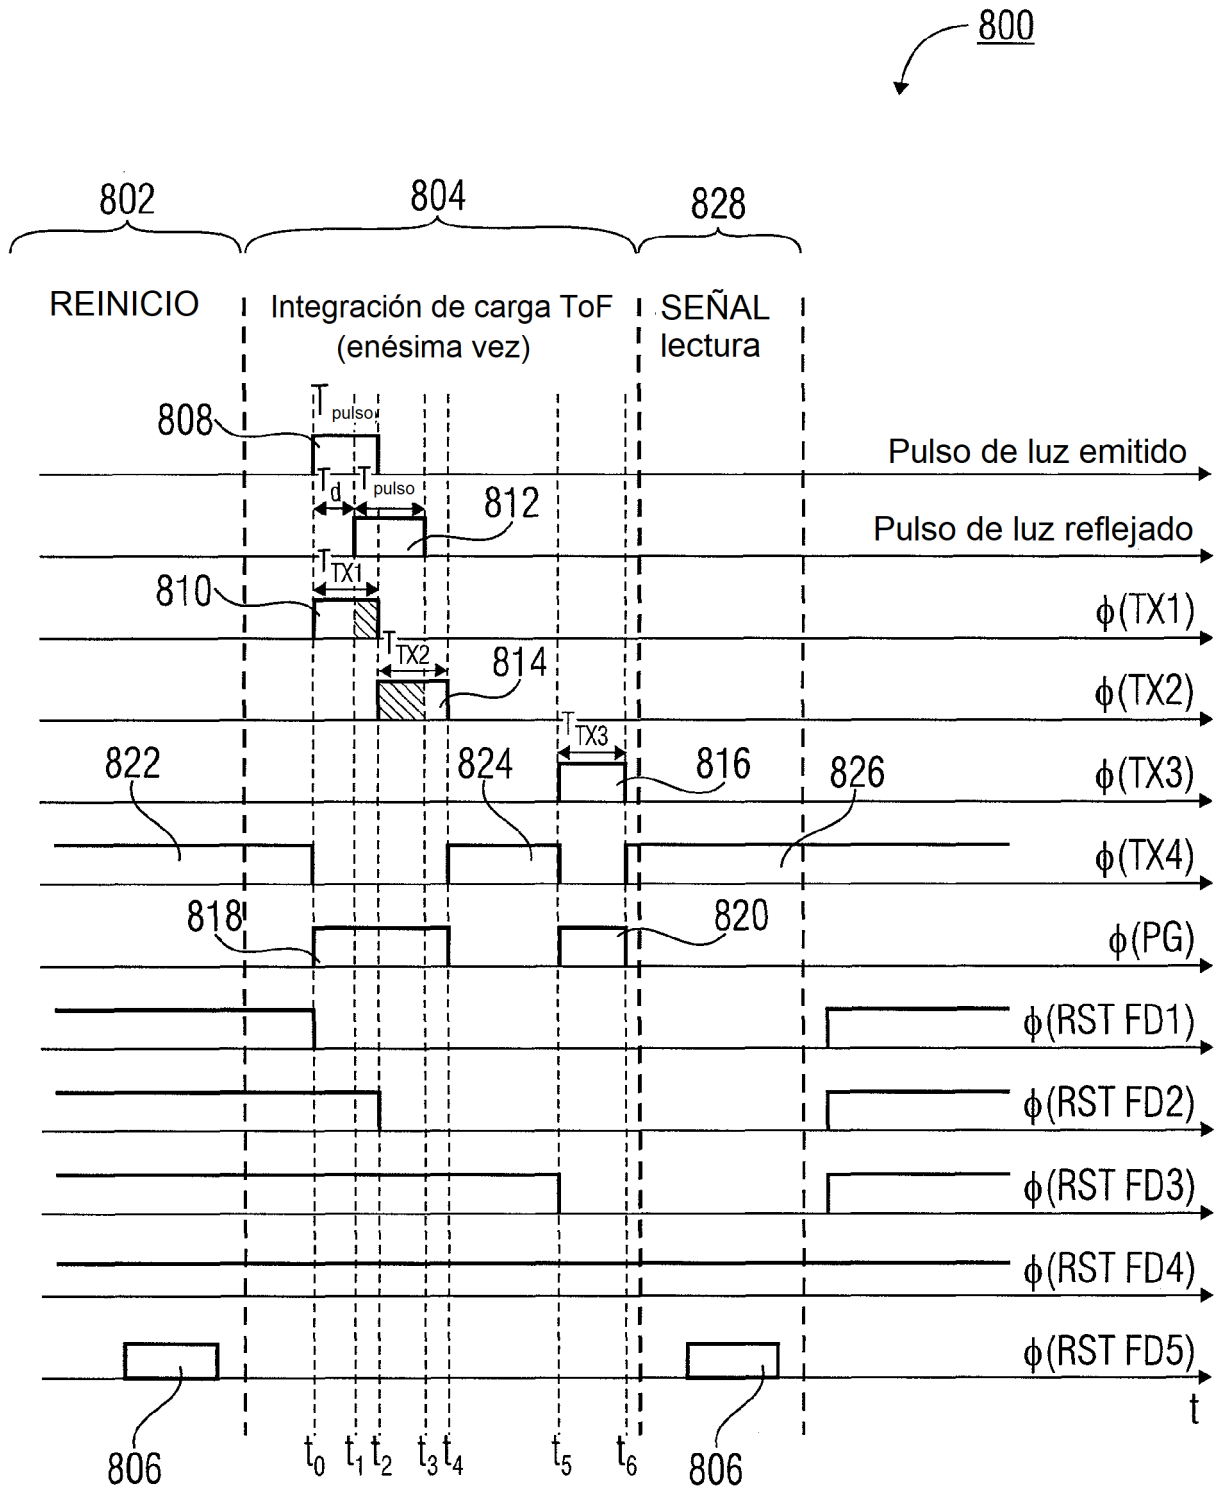 800
802
804
828
REINICIO
Integración de carga ToF
(enésima vez)
SEÑAL
lectura
T pulso
808
Pulso de luz emitido
T d
T pulso
812
Pulso de luz reflejado
T TX1
810
ϕ(TX1)
T TX2
814
ϕ(TX2)
T TX3
822
824
816
826
ϕ(TX3)
ϕ(TX4)
818
820
ϕ(PG)
ϕ(RST FD1)
ϕ(RST FD2)
ϕ(RST FD3)
ϕ(RST FD4)
ϕ(RST FD5)
t
806
t0 t1 t2 t3 t4 t5 t6
806